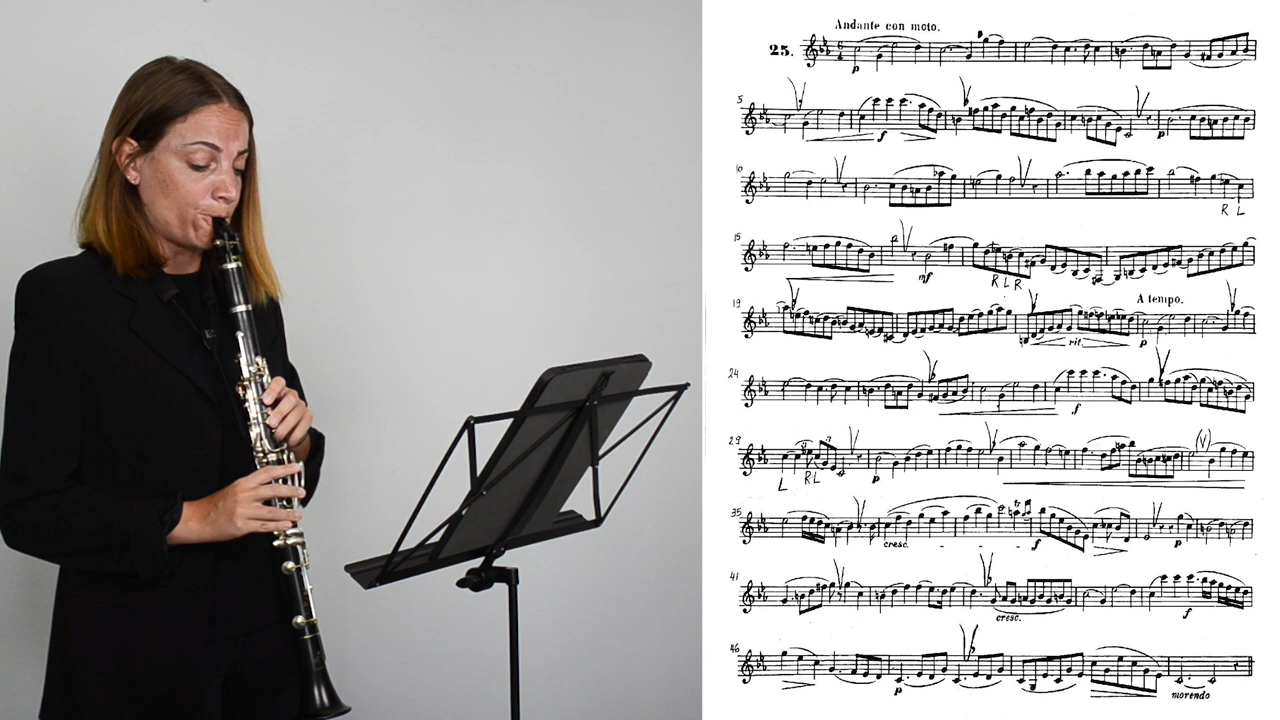 Andante con moto.
25.
p
5
f
p
10
R L
15
mf
R L R
19
A tempo.
rit.
p
24
f
29
L
R L
p
35
cresc.
f
p
41
cresc.
f
46
p
morendo